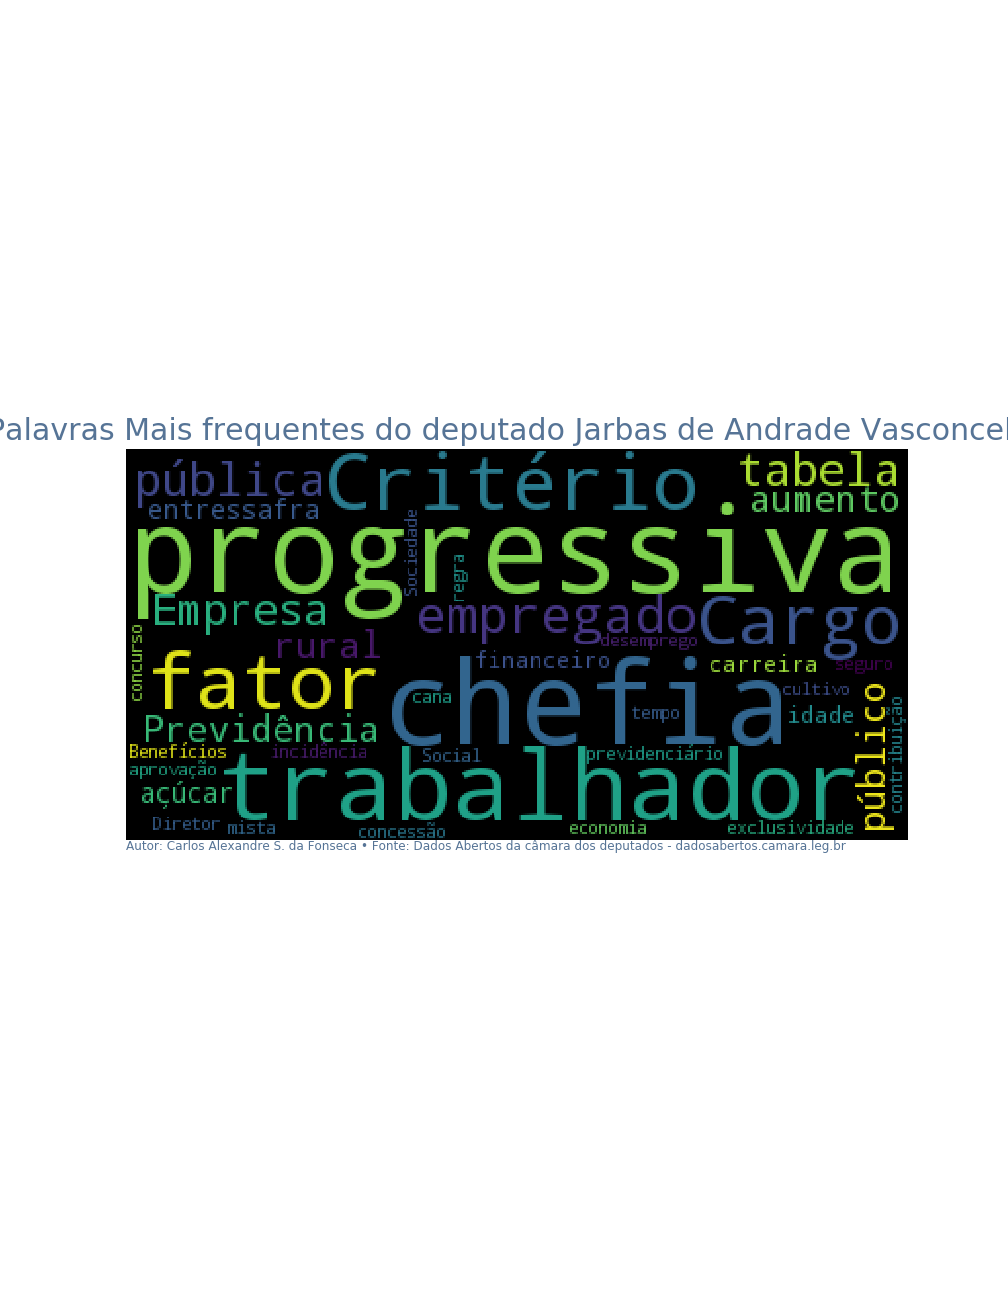 Palavras Mais frequentes do deputado Jarbas de Andrade Vasconcel
pública
Critério
tabela
entressafra
aumento
progressiva
Sociedade
regra
Empresa
empregado
Cargo
concurso
rural
desemprego
fator
financeiro
carreira
seguro
chefia
cana
cultivo
tempo
idade
público
contribuição
Previdência
Benefícios
incidência
Social
previdenciário
aprovação
trabalhador
açúcar
Diretor
mista
concessão
economia
exclusividade
Autor: Carlos Alexandre S. da Fonseca • Fonte: Dados Abertos da câmara dos deputados - dadosabertos.camara.leg.br